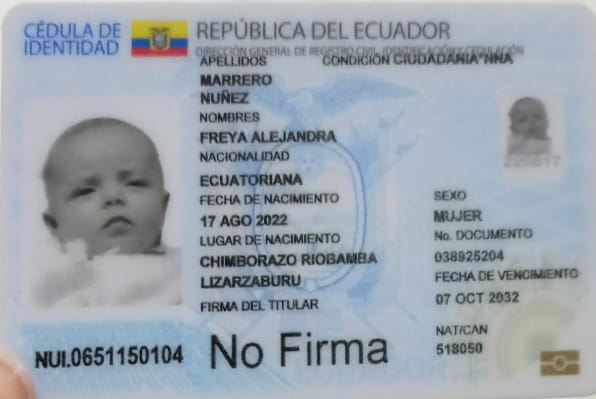 CÉDULA DE
IDENTIDAD
REPÚBLICA DEL ECUADOR
DIRECCIÓN GENERAL DE REGISTRO CIVIL, IDENTIFICACIÓN Y CEDULACIÓN
APELLIDOS CONDICIÓN CIUDADANIA*NNA
MARRERO
NUÑEZ
NOMBRES
FREYA ALEJANDRA
NACIONALIDAD
ECUATORIANA
FECHA DE NACIMIENTO
17 AGO 2022
LUGAR DE NACIMIENTO
CHIMBORAZO RIOBAMBA
LIZARZABURU
FIRMA DEL TITULAR
No Firma
220817
SEXO
MUJER
No. DOCUMENTO
038925204
FECHA DE VENCIMIENTO
07 OCT 2032
NAT/CAN
518050
NUI.0651150104